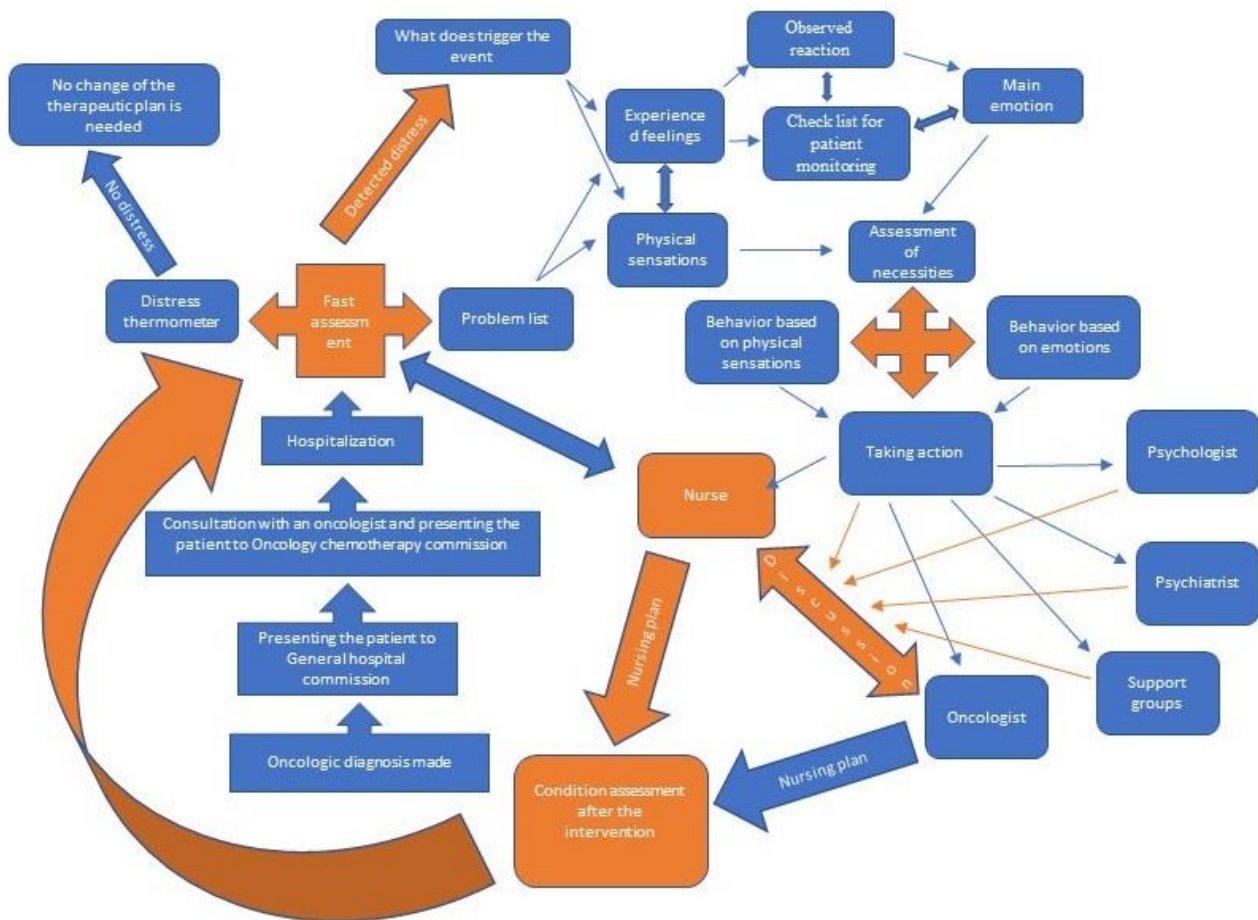 What does trigger the
event
Observed
reaction
No change of the
therapeutic plan is
needed
Main
emotion
Experience
d feelings
Check list for
patient
monitoring
Detected distress
No distress
Physical
sensations
Assessment
of
necessities
Distress
thermometer
Fast
assessm
ent
Problem list
Behavior based
on physical
sensations
Behavior based
on emotions
Hospitalization
Taking action
Psychologist
Nurse
Consultation with an oncologist and presenting the
patient to Oncology chemotherapy commission
Discussion
Psychiatrist
Presenting the patient to
General hospital
commission
Nursing plan
Support
groups
Oncologist
Oncologic diagnosis made
Nursing plan
Condition assessment
after the
intervention